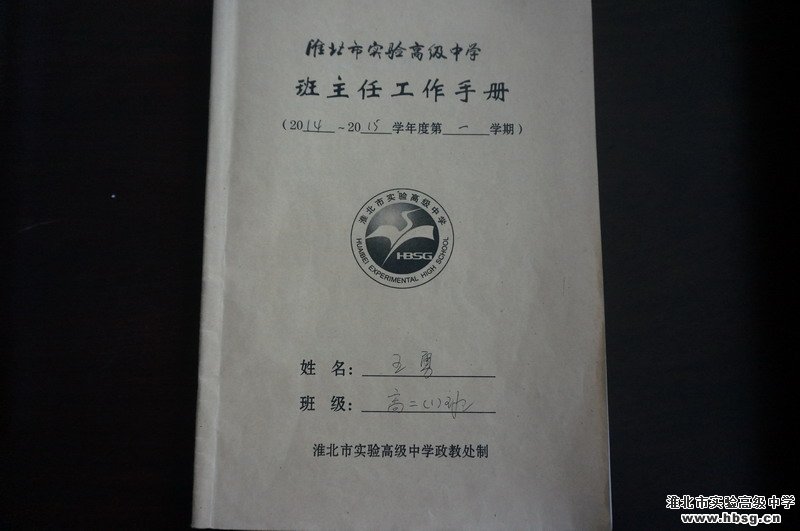 淮北市实验高级中学
班主任工作手册
（2014～2015学年度第一学期）
淮北市实验高级中学
HBSG
HUAIBEI EXPERIMENTAL HIGH SCHOOL
姓 名：王勇
班 级：高二(1)班
淮北市实验高级中学政教处制
淮北市实验高级中学
www.hbsg.cn